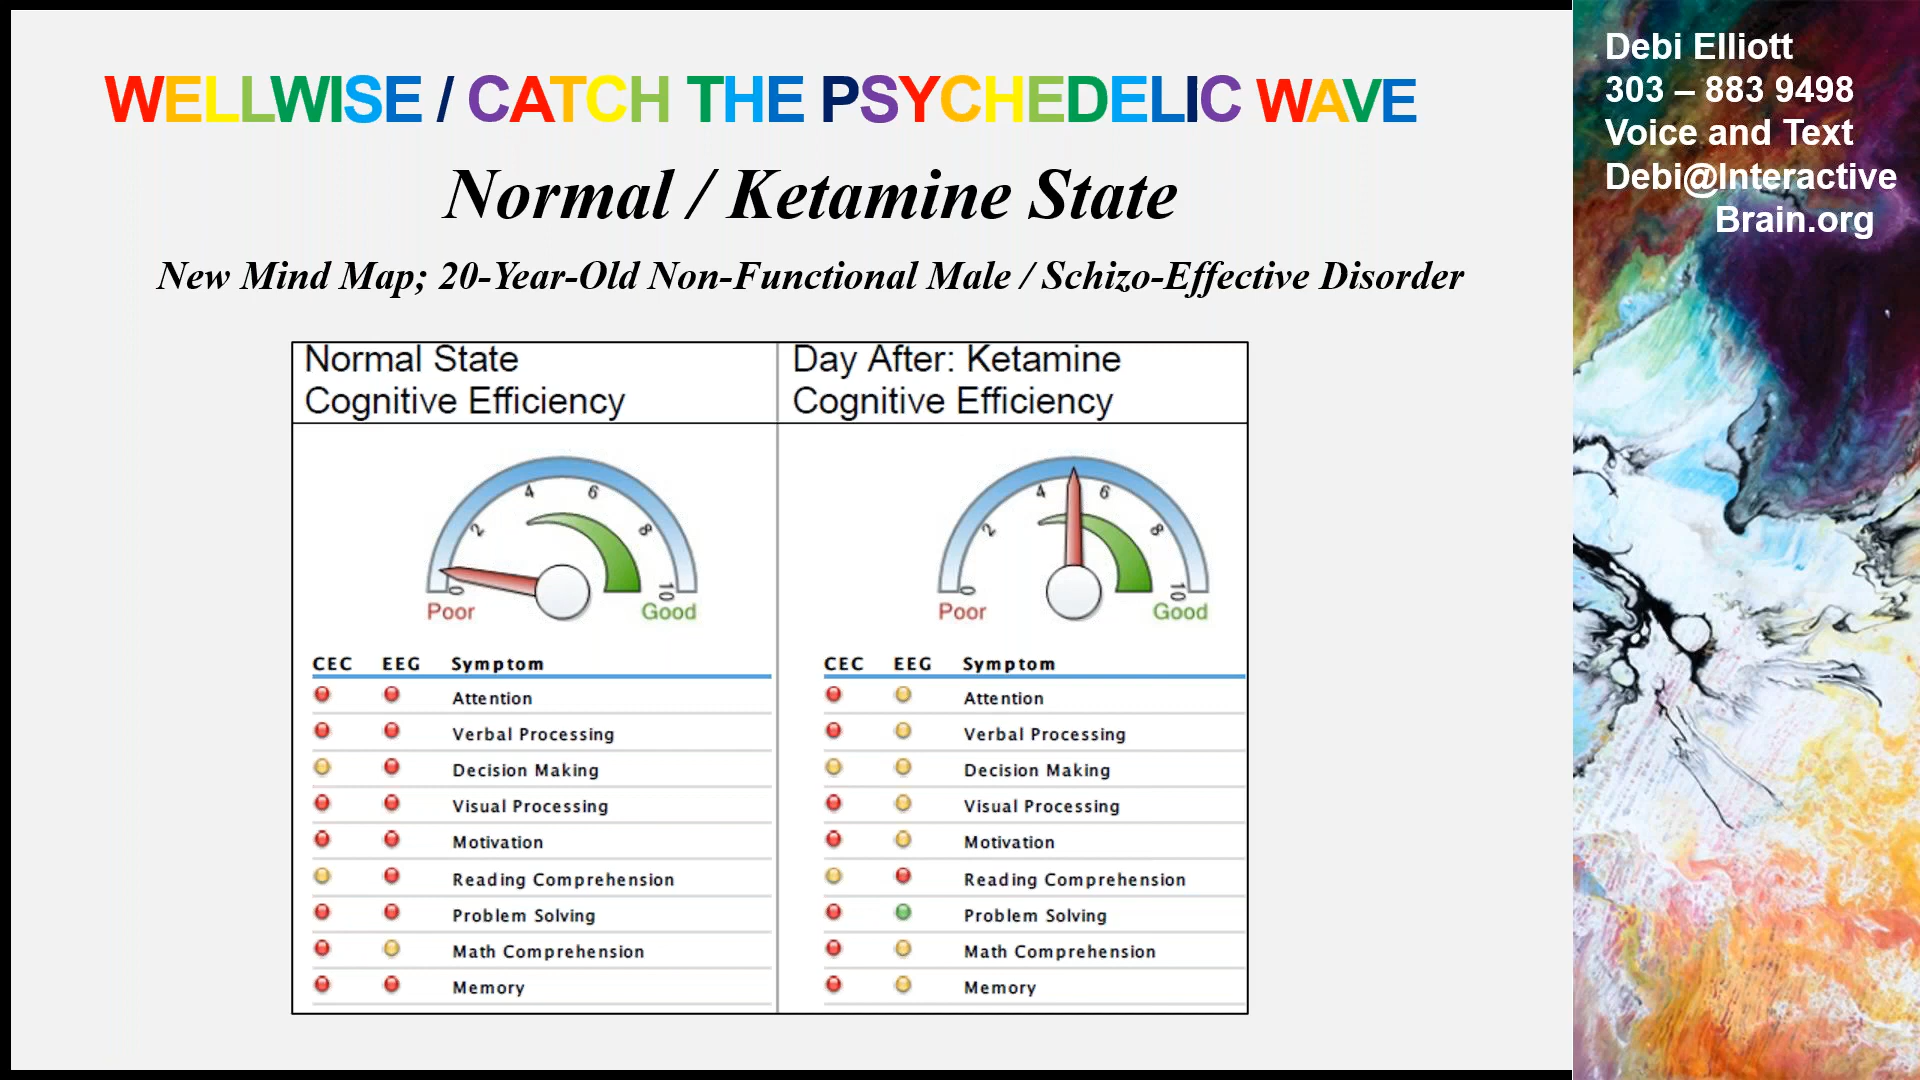 WELLWISE / CATCH THE PSYCHEDELIC WAVE
Normal / Ketamine State
New Mind Map; 20-Year-Old Non-Functional Male / Schizo-Effective Disorder
Normal State
Cognitive Efficiency
0 2 4 6 8 10
Poor Good
CEC EEG Symptom
Attention
Verbal Processing
Decision Making
Visual Processing
Motivation
Reading Comprehension
Problem Solving
Math Comprehension
Memory
Day After: Ketamine
Cognitive Efficiency
0 2 4 6 8 10
Poor Good
CEC EEG Symptom
Attention
Verbal Processing
Decision Making
Visual Processing
Motivation
Reading Comprehension
Problem Solving
Math Comprehension
Memory
Debi Elliott
303 – 883 9498
Voice and Text
Debi@Interactive
Brain.org